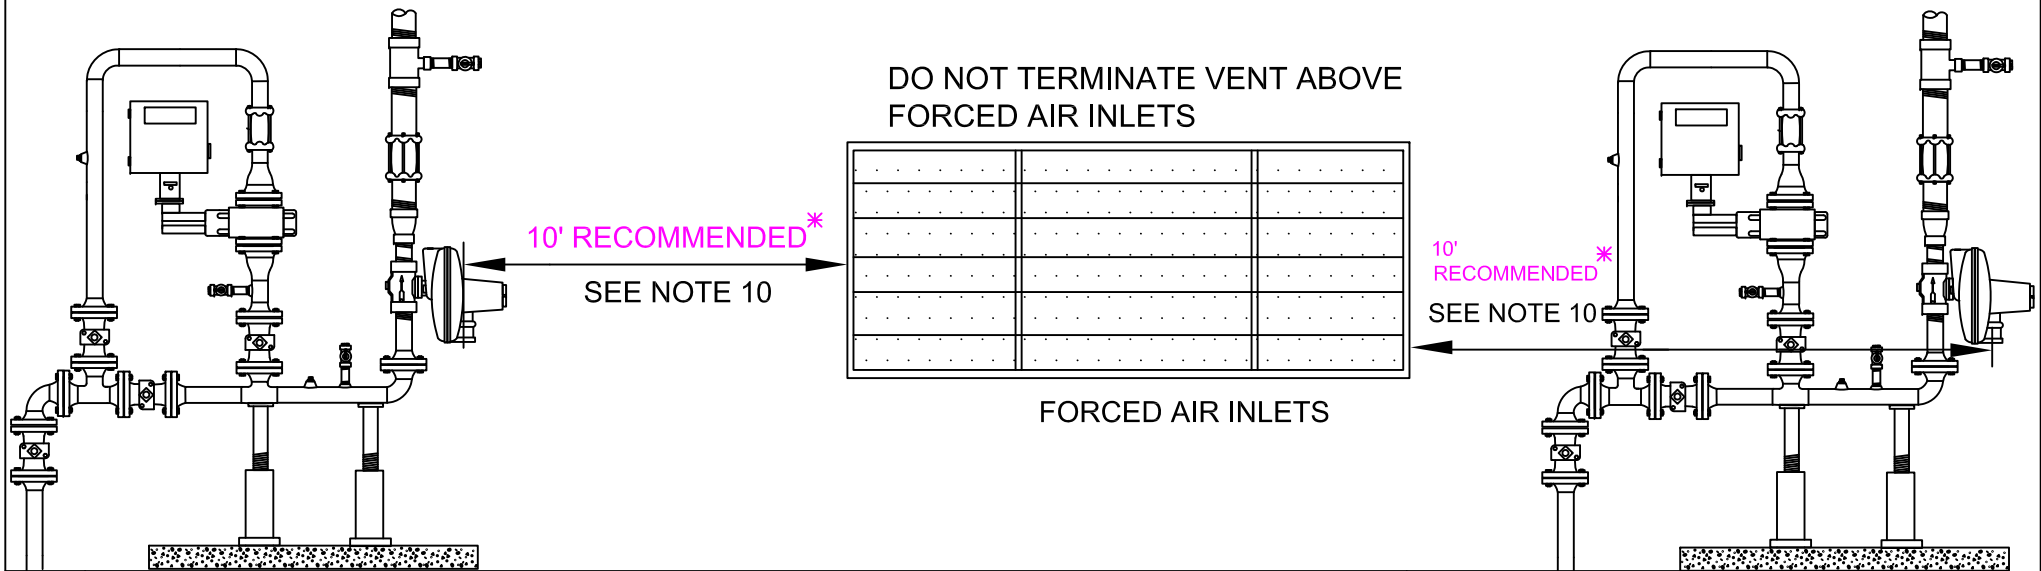 DO NOT TERMINATE VENT ABOVE
FORCED AIR INLETS
10' RECOMMENDED*
SEE NOTE 10
10'
RECOMMENDED*
SEE NOTE 10
FORCED AIR INLETS